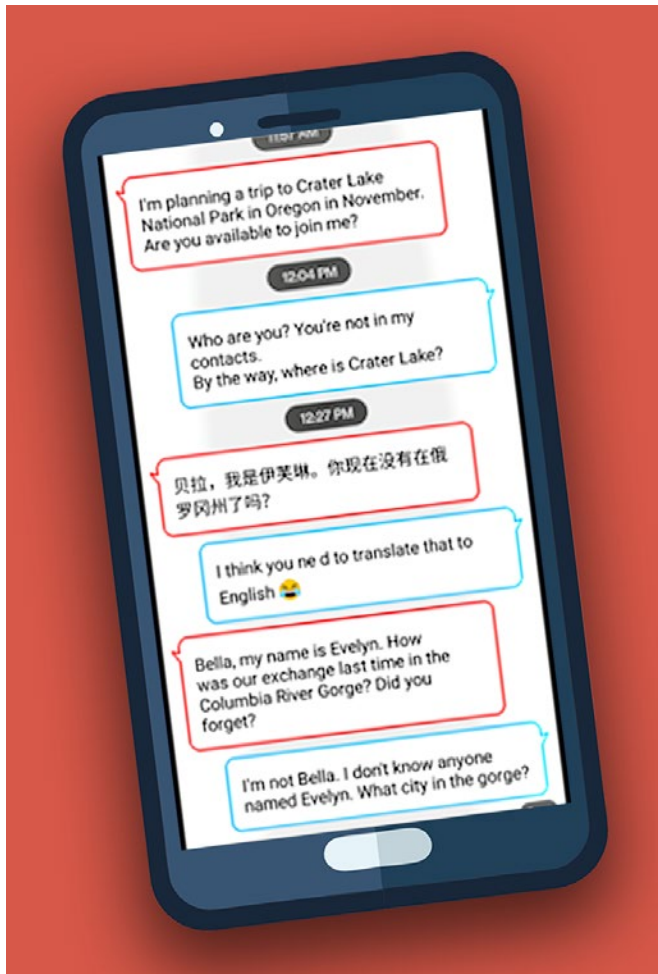 11:57 AM
I'm planning a trip to Crater Lake
National Park in Oregon in November.
Are you available to join me?
12:04 PM
Who are you? You're not in my
contacts.
By the way, where is Crater Lake?
12:27 PM
贝拉，我是伊芙琳。你现在没有在俄
罗冈州了吗?
I think you ne d to translate that to
English 😂
Bella, my name is Evelyn. How
was our exchange last time in the
Columbia River Gorge? Did you
forget?
I'm not Bella. I don't know anyone
named Evelyn. What city in the gorge?